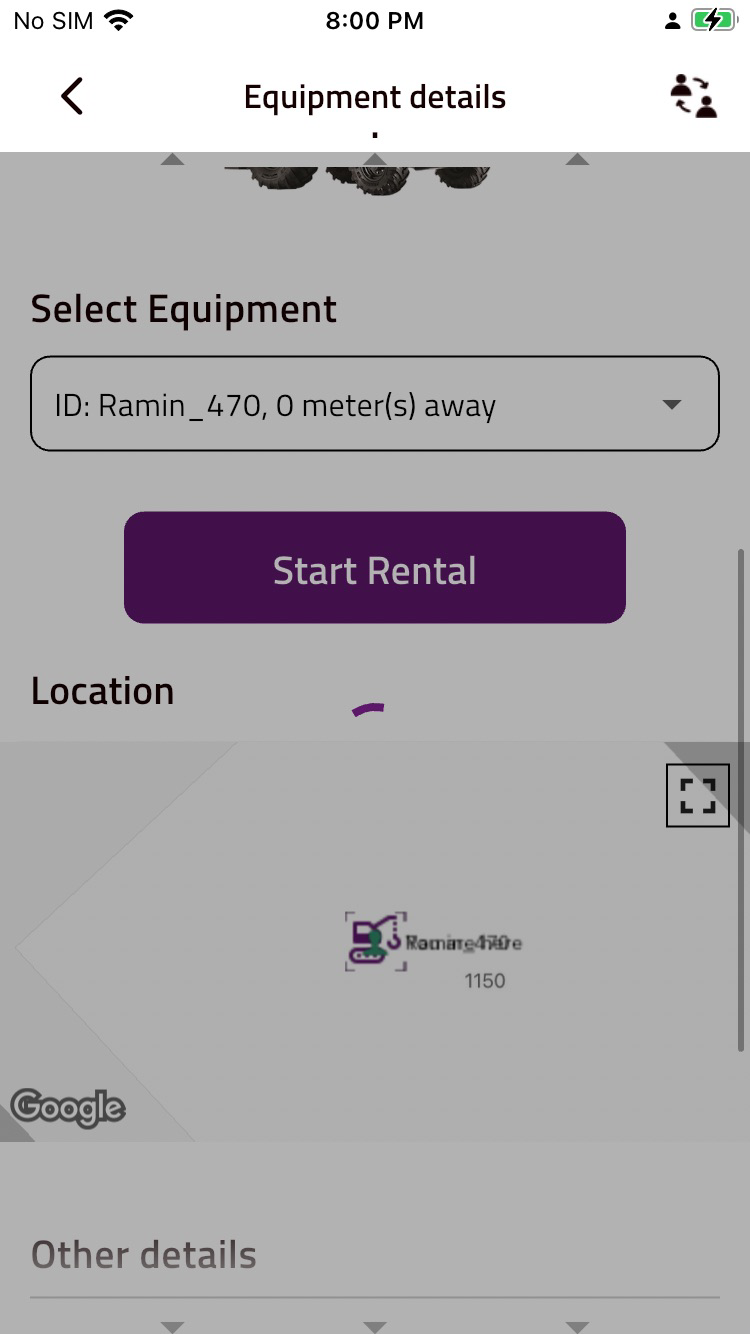 No SIM
8:00 PM
Equipment details
Select Equipment
ID: Ramin_470, 0 meter(s) away
Start Rental
Location
1150
Google
Other details